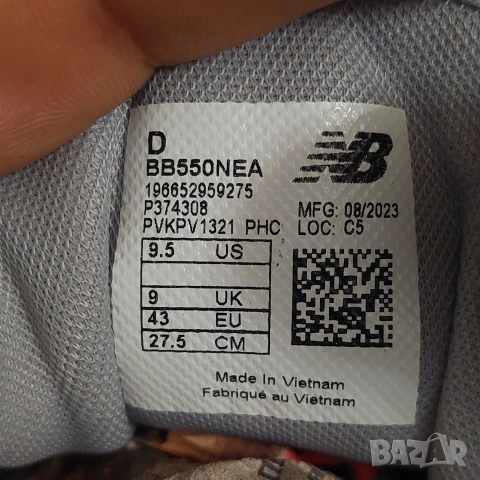 D
BB550NEA
196652959275
P374308
PVKPV1321 PHC
NB
MFG: 08/2023
LOC: C5
9.5 US
9 UK
43 EU
27.5 CM
Made In Vietnam
Fabriqué au Vietnam
BAZAR